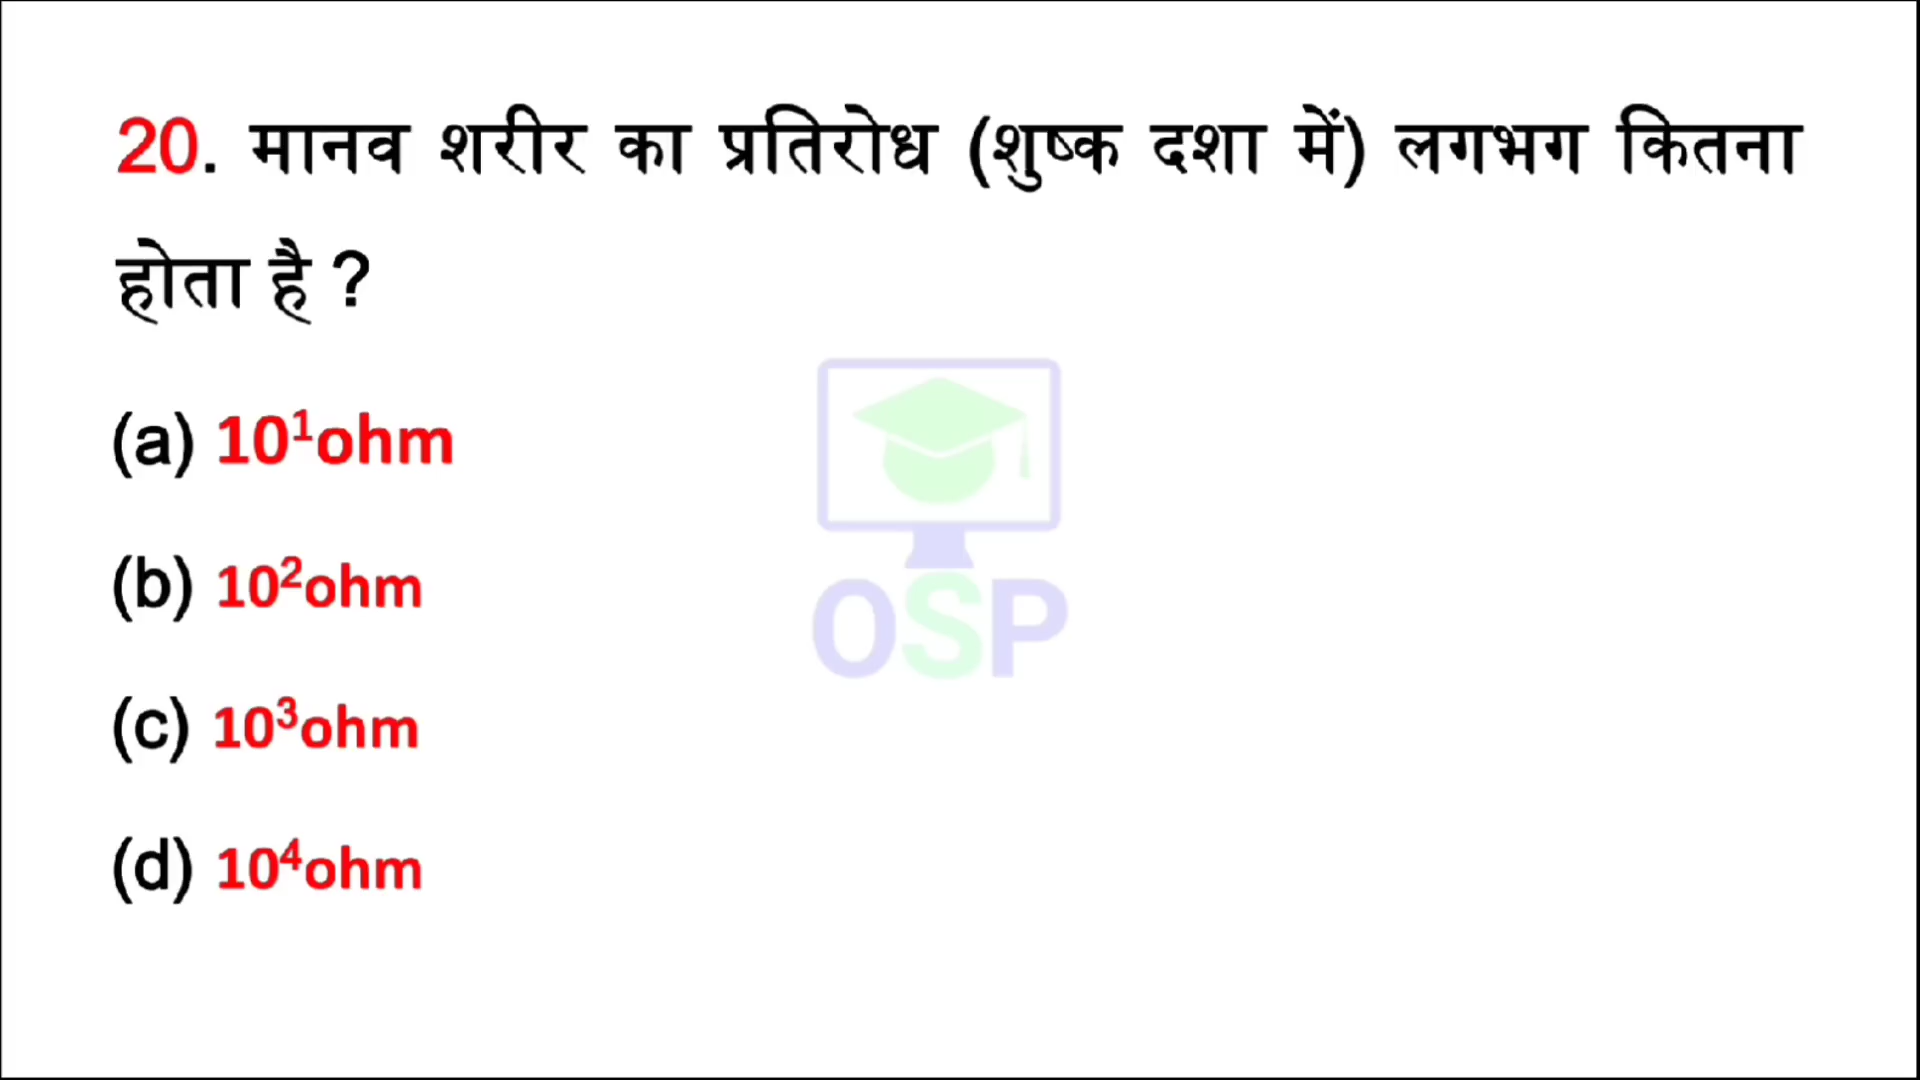 20. मानव शरीर का प्रतिरोध (शुष्क दशा में) लगभग कितना
होता है ?
(a) 10¹ohm
(b) 10²ohm
(c) 10³ohm
(d) 10⁴ohm
OSP